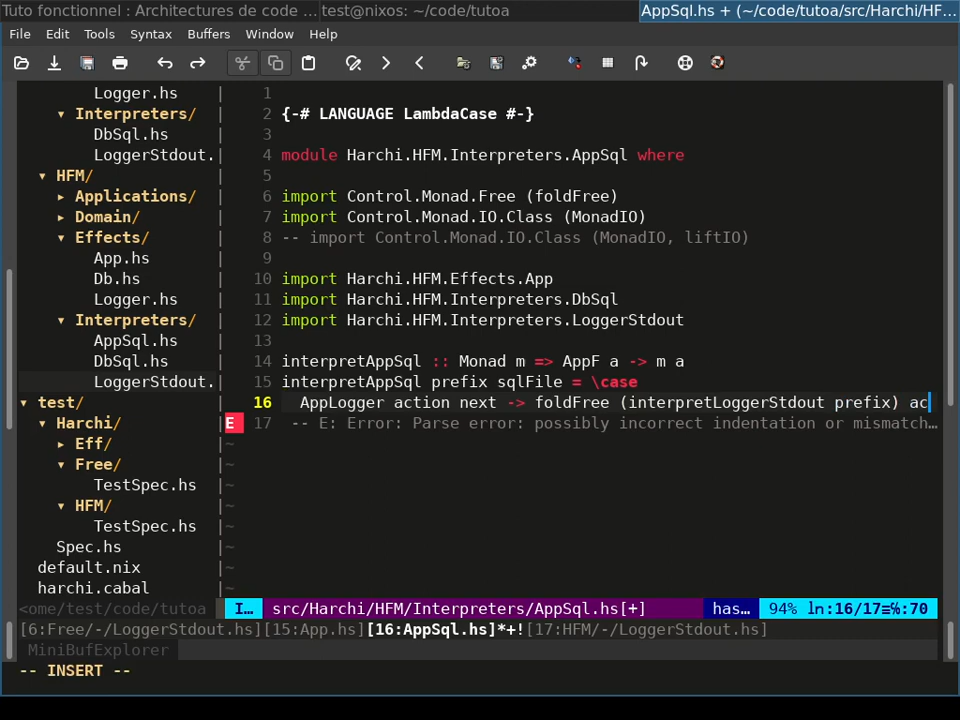 Tuto fonctionnel : Architectures de code ... test@nixos: ~/code/tutoa AppSql.hs + (~/code/tutoa/src/Harchi/HF...
File Edit Tools Syntax Buffers Window Help
Logger.hs
▾ Interpreters/
DbSql.hs
LoggerStdout.
▾ HFM/
▸ Applications/
▸ Domain/
▾ Effects/
App.hs
Db.hs
Logger.hs
▾ Interpreters/
AppSql.hs
DbSql.hs
LoggerStdout.
▾ test/
▾ Harchi/
▸ Eff/
▾ Free/
TestSpec.hs
▾ HFM/
TestSpec.hs
Spec.hs
default.nix
harchi.cabal
<ome/test/code/tutoa
1
2 {-# LANGUAGE LambdaCase #-}
3
4 module Harchi.HFM.Interpreters.AppSql where
5
6 import Control.Monad.Free (foldFree)
7 import Control.Monad.IO.Class (MonadIO)
8 -- import Control.Monad.IO.Class (MonadIO, liftIO)
9
10 import Harchi.HFM.Effects.App
11 import Harchi.HFM.Interpreters.DbSql
12 import Harchi.HFM.Interpreters.LoggerStdout
13
14 interpretAppSql :: Monad m => AppF a -> m a
15 interpretAppSql prefix sqlFile = \case
16 AppLogger action next -> foldFree (interpretLoggerStdout prefix) ac
E 17 -- E: Error: Parse error: possibly incorrect indentation or mismatch…
~
~
~
~
~
~
~
~
I… src/Harchi/HFM/Interpreters/AppSql.hs[+] has… 94% ln:16/17≡℅:70
[6:Free/-/LoggerStdout.hs][15:App.hs][16:AppSql.hs]*+![17:HFM/-/LoggerStdout.hs]
MiniBufExplorer
-- INSERT --